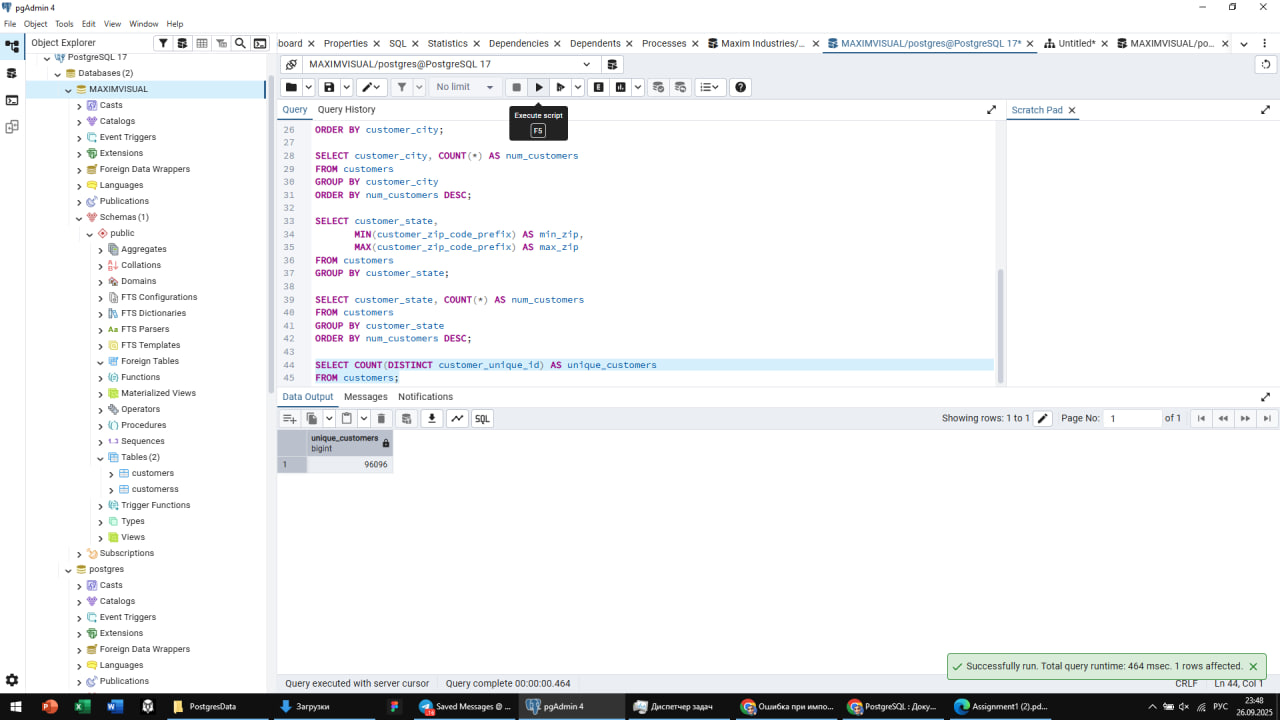 pgAdmin 4
File Object Tools Edit View Window Help
Object Explorer
board Properties SQL Statistics Dependencies Dependents Processes Maxim Industries/... MAXIMVISUAL/postgres@PostgreSQL 17* Untitled* MAXIMVISUAL/po...
PostgreSQL 17
Databases (2)
MAXIMVISUAL
Casts
Catalogs
Event Triggers
Extensions
Foreign Data Wrappers
Languages
Publications
Schemas (1)
public
Aggregates
Collations
Domains
FTS Configurations
FTS Dictionaries
FTS Parsers
FTS Templates
Foreign Tables
Functions
Materialized Views
Operators
Procedures
1..3 Sequences
Tables (2)
customers
customerss
Trigger Functions
Types
Views
Subscriptions
postgres
Casts
Catalogs
Event Triggers
Extensions
Foreign Data Wrappers
Languages
Publications
MAXIMVISUAL/postgres@PostgreSQL 17
No limit
Query Query History
Execute script
F5
Scratch Pad
26 ORDER BY customer_city;
27
28 SELECT customer_city, COUNT(*) AS num_customers
29 FROM customers
30 GROUP BY customer_city
31 ORDER BY num_customers DESC;
32
33 SELECT customer_state,
34 MIN(customer_zip_code_prefix) AS min_zip,
35 MAX(customer_zip_code_prefix) AS max_zip
36 FROM customers
37 GROUP BY customer_state;
38
39 SELECT customer_state, COUNT(*) AS num_customers
40 FROM customers
41 GROUP BY customer_state
42 ORDER BY num_customers DESC;
43
44 SELECT COUNT(DISTINCT customer_unique_id) AS unique_customers
45 FROM customers;
Data Output Messages Notifications
SQL
Showing rows: 1 to 1 Page No: 1 of 1
unique_customers
bigint
1 96096
Successfully run. Total query runtime: 464 msec. 1 rows affected.
Query executed with server cursor Query complete 00:00:00.464 CRLF Ln 44, Col 1
PostgresData Загрузки Saved Messages @ ... pgAdmin 4 Диспетчер задач Ошибка при импо... PostgreSQL : Доку... Assignment1 (2).pd... РУС
23:48
26.09.2025